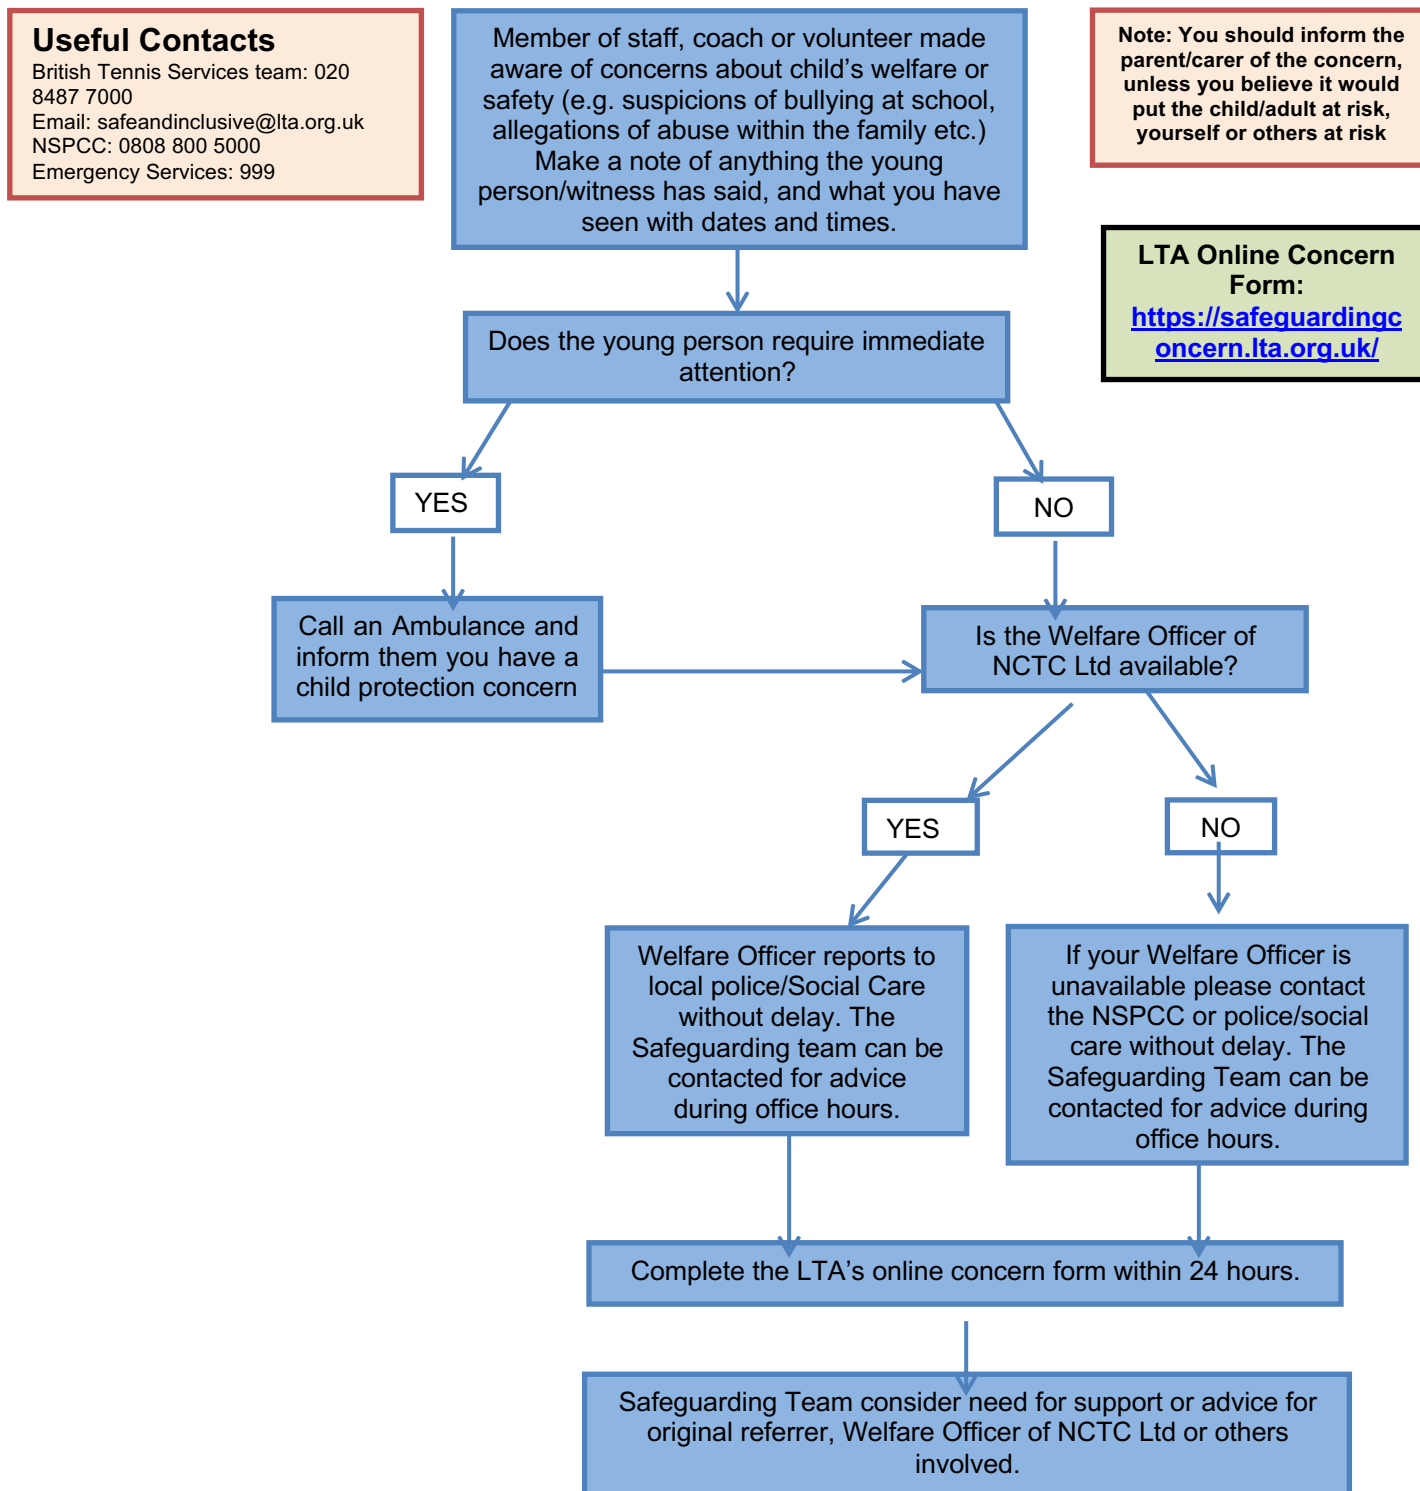 Useful Contacts
British Tennis Services team: 020
8487 7000
Email: safeandinclusive@lta.org.uk
NSPCC: 0808 800 5000
Emergency Services: 999
Member of staff, coach or volunteer made
aware of concerns about child’s welfare or
safety (e.g. suspicions of bullying at school,
allegations of abuse within the family etc.)
Make a note of anything the young
person/witness has said, and what you have
seen with dates and times.
Note: You should inform the
parent/carer of the concern,
unless you believe it would
put the child/adult at risk,
yourself or others at risk
LTA Online Concern
Form:
https://safeguardingc
oncern.lta.org.uk/
Does the young person require immediate
attention?
YES
NO
Call an Ambulance and
inform them you have a
child protection concern
Is the Welfare Officer of
NCTC Ltd available?
YES
NO
Welfare Officer reports to
local police/Social Care
without delay. The
Safeguarding team can be
contacted for advice
during office hours.
If your Welfare Officer is
unavailable please contact
the NSPCC or police/social
care without delay. The
Safeguarding Team can be
contacted for advice during
office hours.
Complete the LTA’s online concern form within 24 hours.
Safeguarding Team consider need for support or advice for
original referrer, Welfare Officer of NCTC Ltd or others
involved.